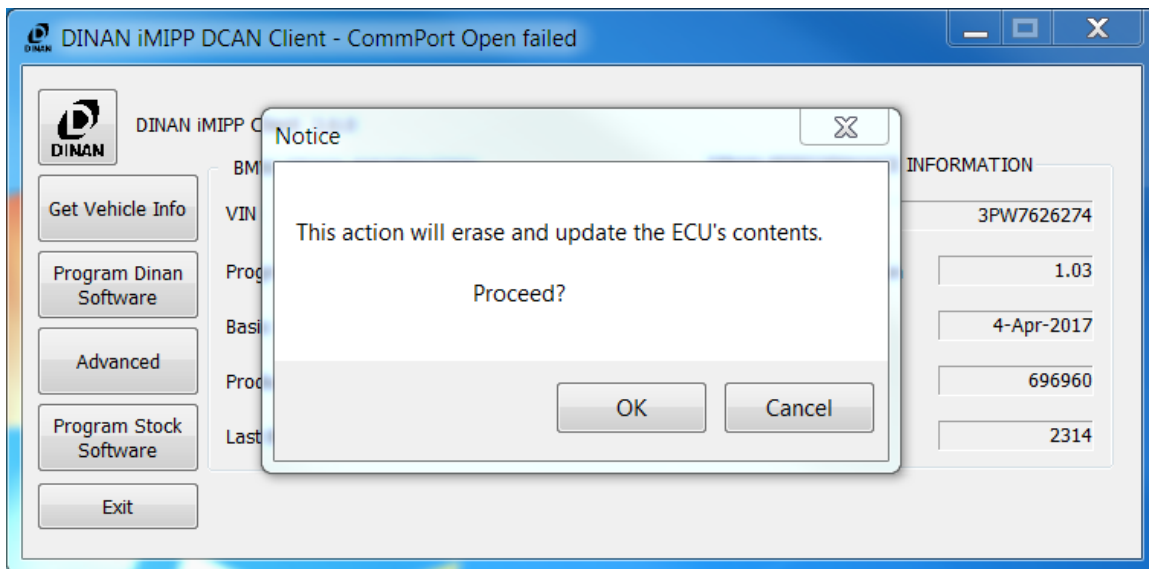 DINAN
DINAN iMIPP DCAN Client - CommPort Open failed
DINAN
DINAN iMIPP C
BM
INFORMATION
Notice
This action will erase and update the ECU's contents.
Proceed?
OK
Cancel
Get Vehicle Info
VIN
3PW7626274
Program Dinan
Software
Prog
1.03
Basi
4-Apr-2017
Advanced
Prod
696960
Program Stock
Software
Last
2314
Exit